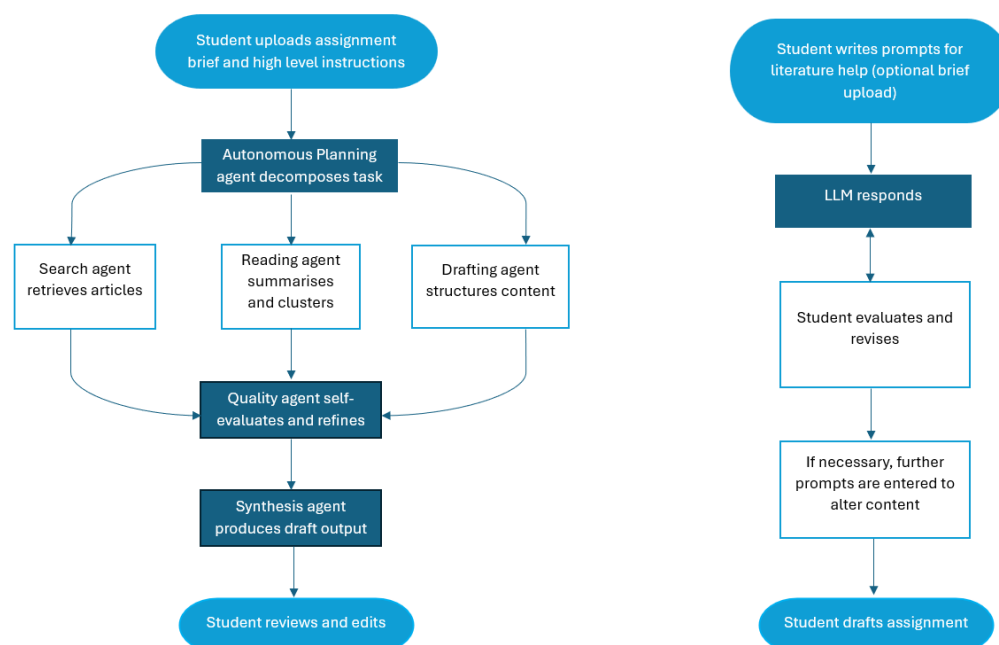 Student uploads assignment
brief and high level instructions
Autonomous Planning
agent decomposes task
Search agent
retrieves articles
Reading agent
summarises
and clusters
Drafting agent
structures content
Quality agent self-
evaluates and refines
Synthesis agent
produces draft output
Student reviews and edits
Student writes prompts for
literature help (optional brief
upload)
LLM responds
Student evaluates and
revises
If necessary, further
prompts are entered to
alter content
Student drafts assignment